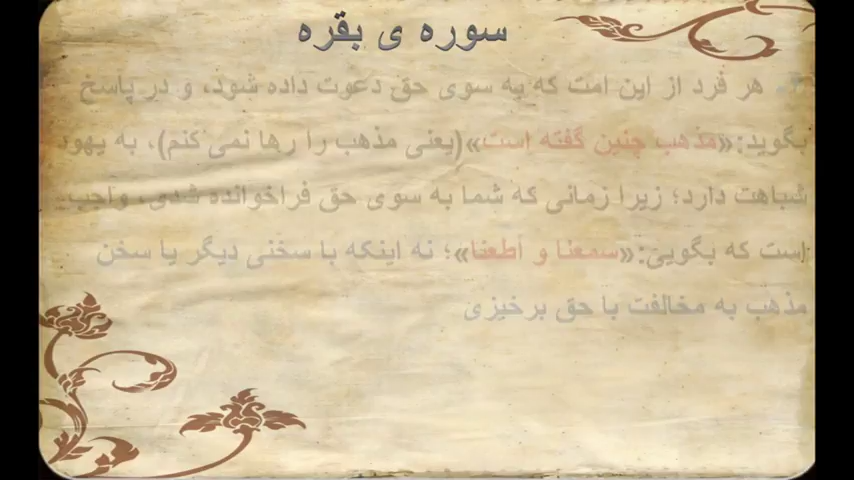 سوره ی بقره
هر فرد از این امت که به سوی حق دعوت داده شود، و در پاسخ
بگوید:«مذهب چنین گفته است»(یعنی مذهب را رها نمی کنم)، به یهود
شباهت دارد؛ زیرا زمانی که شما به سوی حق فراخوانده شدی، واجب
است که بگویی:«سمعنا و أطعنا»؛ نه اینکه با سخنی دیگر یا سخن
مذهب به مخالفت با حق برخیزی